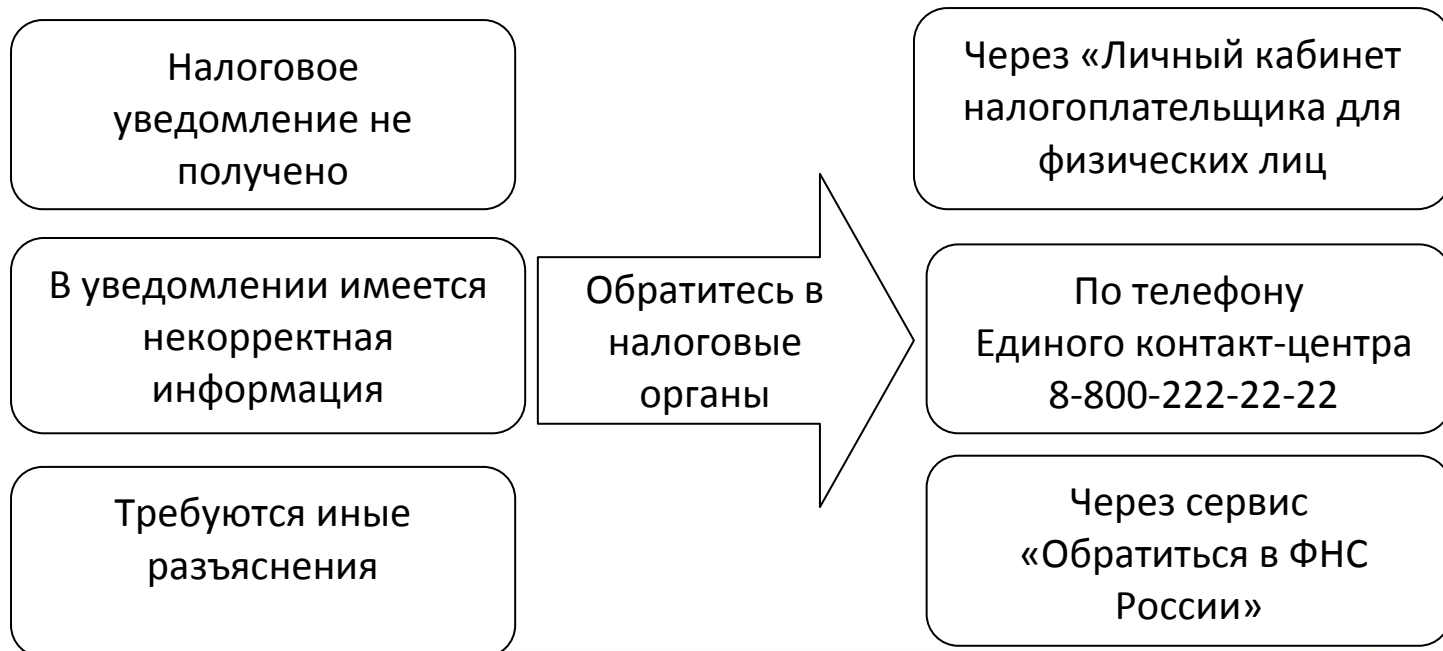 Налоговое
уведомление не
получено
В уведомлении имеется
некорректная
информация
Требуются иные
разъяснения
Обратитесь в
налоговые
органы
Через «Личный кабинет
налогоплательщика для
физических лиц
По телефону
Единого контакт-центра
8-800-222-22-22
Через сервис
«Обратиться в ФНС
России»